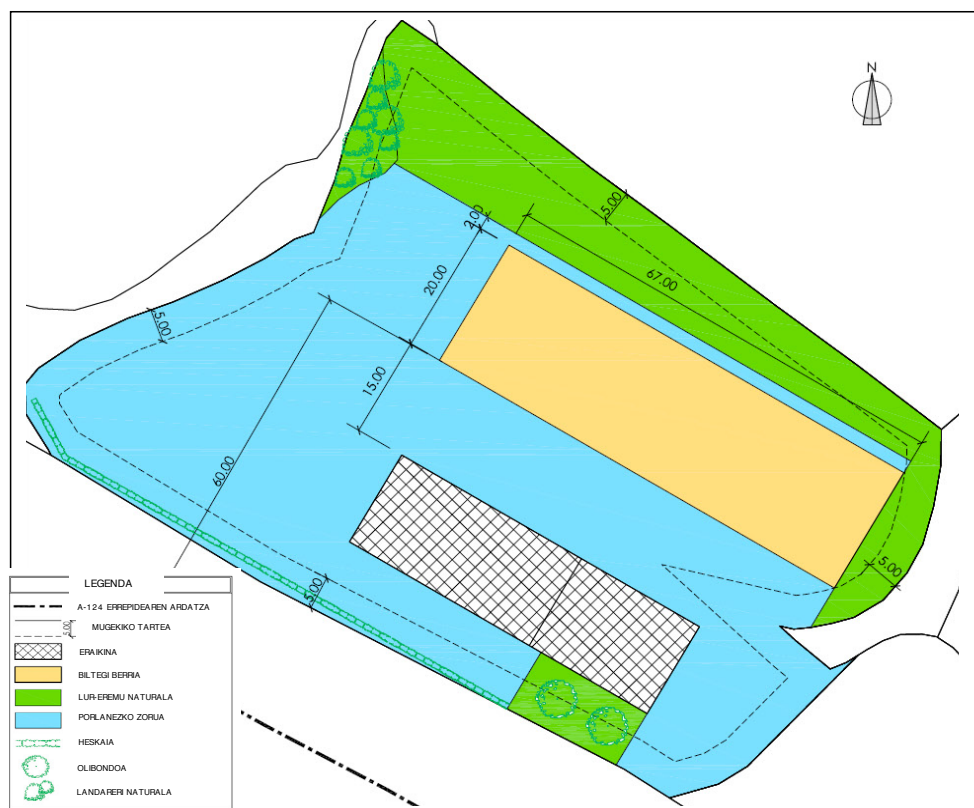 N
5.00
2.00
67.00
20.00
5.00
15.00
60.00
5.00
5.00
LEGENDA
A-124 ERREPIDEAREN ARDATZA
5.00 MUGEKIKO TARTEA
ERAIKINA
BILTEGI BERRIA
LUR-EREMU NATURALA
PORLANEZKO ZORUA
HESKAIA
OLIBONDOA
LANDARERI NATURALA